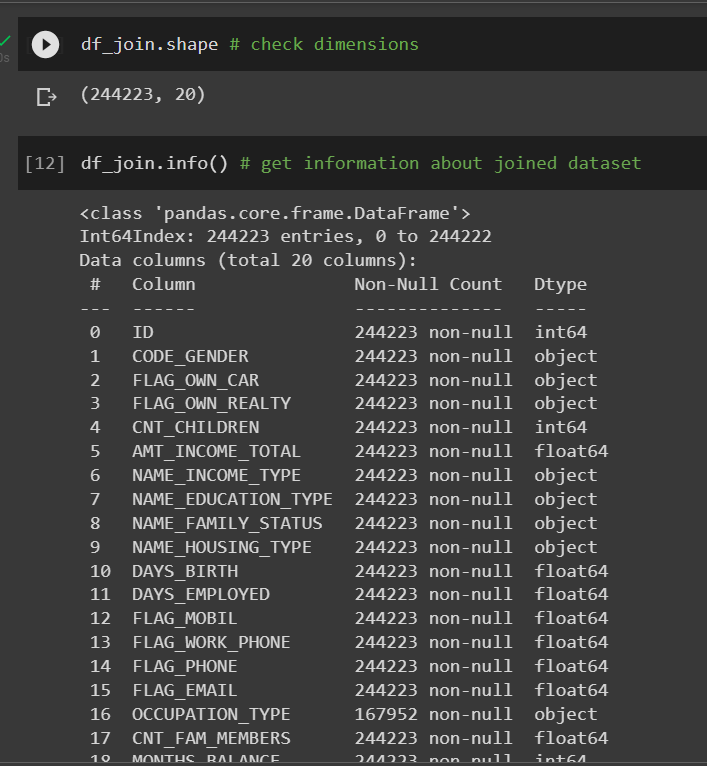 df_join.shape # check dimensions
0s
(244223, 20)
[12] df_join.info() # get information about joined dataset
<class 'pandas.core.frame.DataFrame'>
Int64Index: 244223 entries, 0 to 244222
Data columns (total 20 columns):
# Column Non-Null Count Dtype
--- ------ -------------- -----
0 ID 244223 non-null int64
1 CODE_GENDER 244223 non-null object
2 FLAG_OWN_CAR 244223 non-null object
3 FLAG_OWN_REALTY 244223 non-null object
4 CNT_CHILDREN 244223 non-null int64
5 AMT_INCOME_TOTAL 244223 non-null float64
6 NAME_INCOME_TYPE 244223 non-null object
7 NAME_EDUCATION_TYPE 244223 non-null object
8 NAME_FAMILY_STATUS 244223 non-null object
9 NAME_HOUSING_TYPE 244223 non-null object
10 DAYS_BIRTH 244223 non-null float64
11 DAYS_EMPLOYED 244223 non-null float64
12 FLAG_MOBIL 244223 non-null float64
13 FLAG_WORK_PHONE 244223 non-null float64
14 FLAG_PHONE 244223 non-null float64
15 FLAG_EMAIL 244223 non-null float64
16 OCCUPATION_TYPE 167952 non-null object
17 CNT_FAM_MEMBERS 244223 non-null float64
18 MONTHS_BALANCE 244223 non-null int64